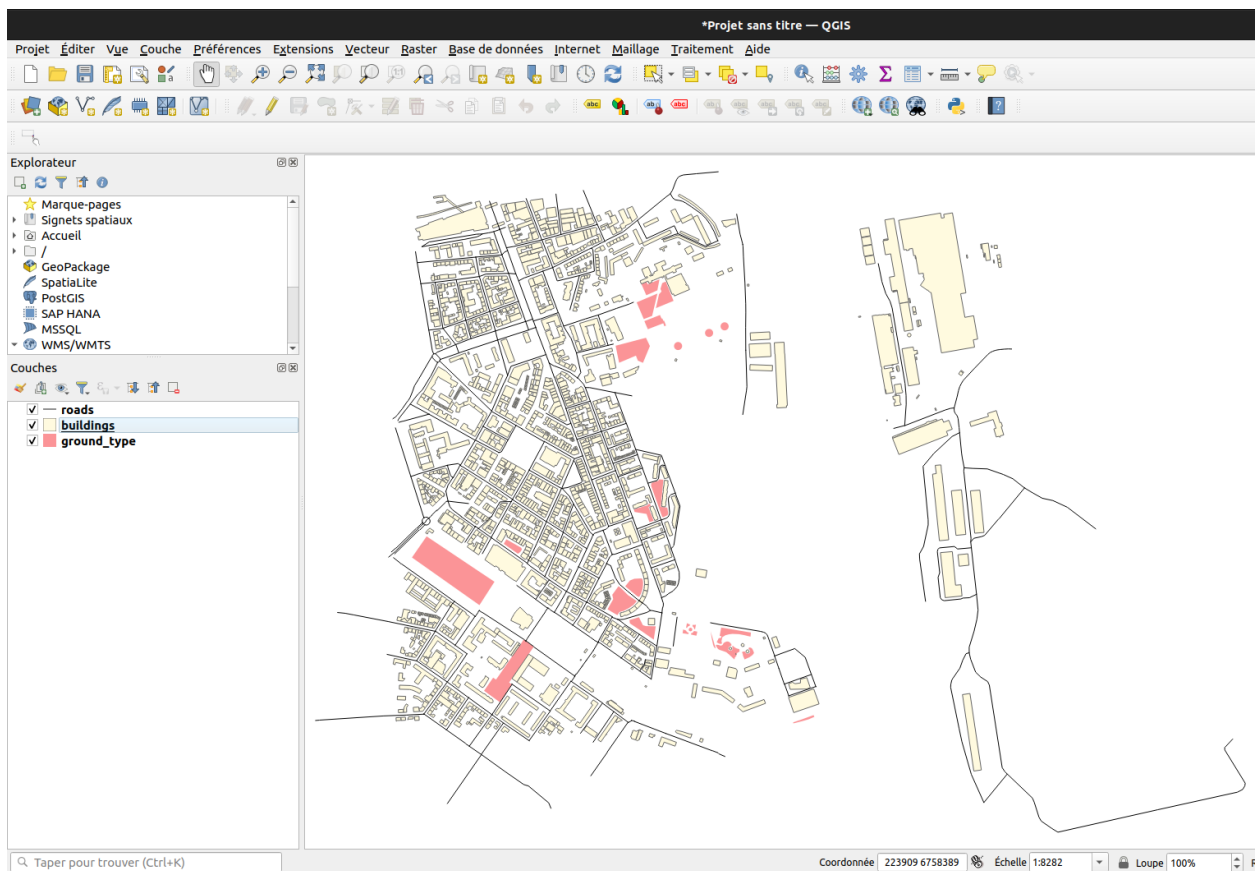 *Projet sans titre — QGIS
Projet Éditer Vue Couche Préférences Extensions Vecteur Raster Base de données Internet Maillage Traitement Aide
Explorateur
Marque-pages
Signets spatiaux
Accueil
/
GeoPackage
SpatiaLite
PostGIS
SAP HANA
MSSQL
WMS/WMTS
Couches
roads
buildings
ground_type
Taper pour trouver (Ctrl+K)
Coordonnée 223909 6758389 Échelle 1:8282 Loupe 100%